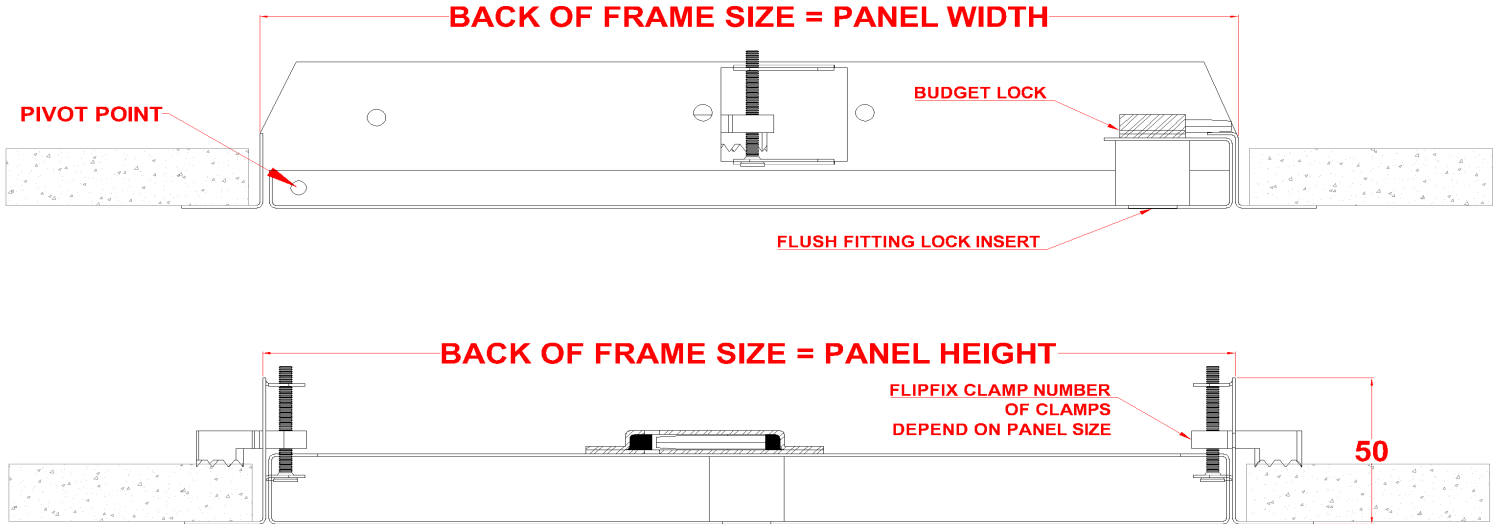 BACK OF FRAME SIZE = PANEL WIDTH
PIVOT POINT
BUDGET LOCK
FLUSH FITTING LOCK INSERT
BACK OF FRAME SIZE = PANEL HEIGHT
FLIPFIX CLAMP NUMBER
OF CLAMPS
DEPEND ON PANEL SIZE
50